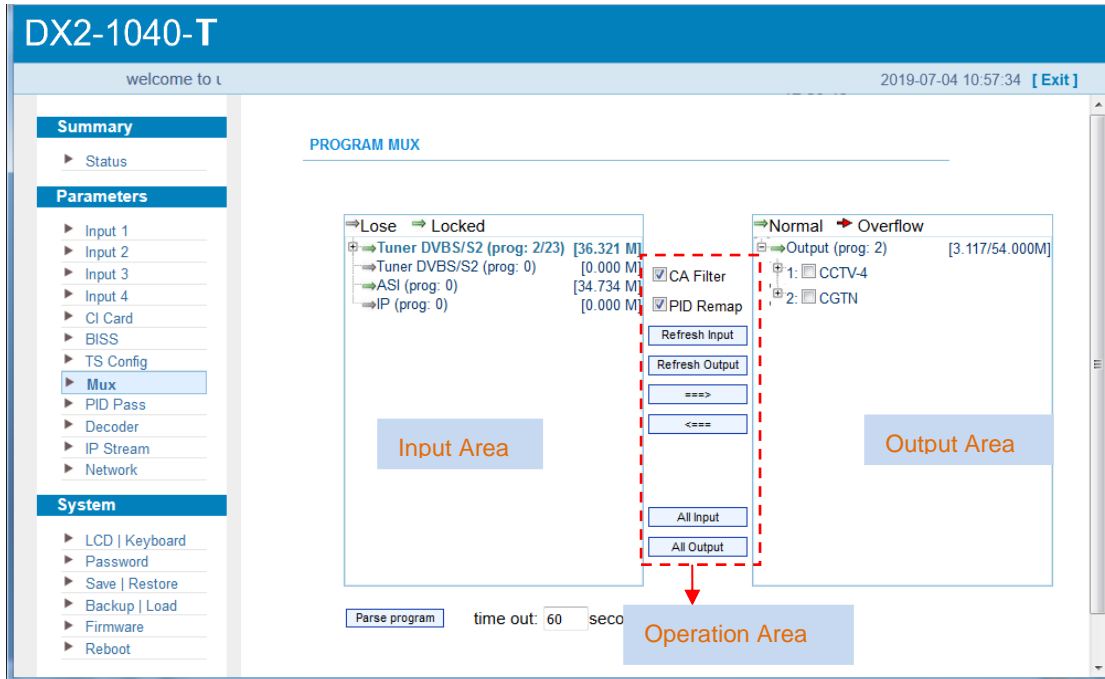 DX2-1040-T
welcome to
2019-07-04 10:57:34 [ Exit ]
Summary
Status
Parameters
Input 1
Input 2
Input 3
Input 4
CI Card
BISS
TS Config
Mux
PID Pass
Decoder
IP Stream
Network
System
LCD | Keyboard
Password
Save | Restore
Backup | Load
Firmware
Reboot
PROGRAM MUX
Lose Locked
Tuner DVBS/S2 (prog: 2/23) [36.321 M]
Tuner DVBS/S2 (prog: 0) [0.000 M]
ASI (prog: 0) [34.734 M]
IP (prog: 0) [0.000 M]
Input Area
CA Filter
PID Remap
Refresh Input
Refresh Output
===>
<===
All Input
All Output
Normal Overflow
Output (prog: 2) [3.117/54.000M]
1: CCTV-4
2: CGTN
Output Area
Parse program time out: 60 seco
Operation Area